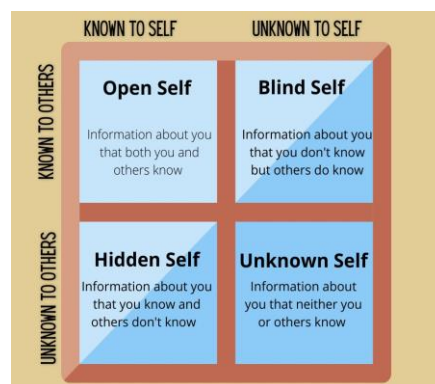 KNOWN TO SELF
UNKNOWN TO SELF
KNOWN TO OTHERS
Open Self
Information about you
that both you and
others know
Blind Self
Information about you
that you don't know
but others do know
UNKNOWN TO OTHERS
Hidden Self
Information about you
that you know and
others don't know
Unknown Self
Information about
you that neither you
or others know